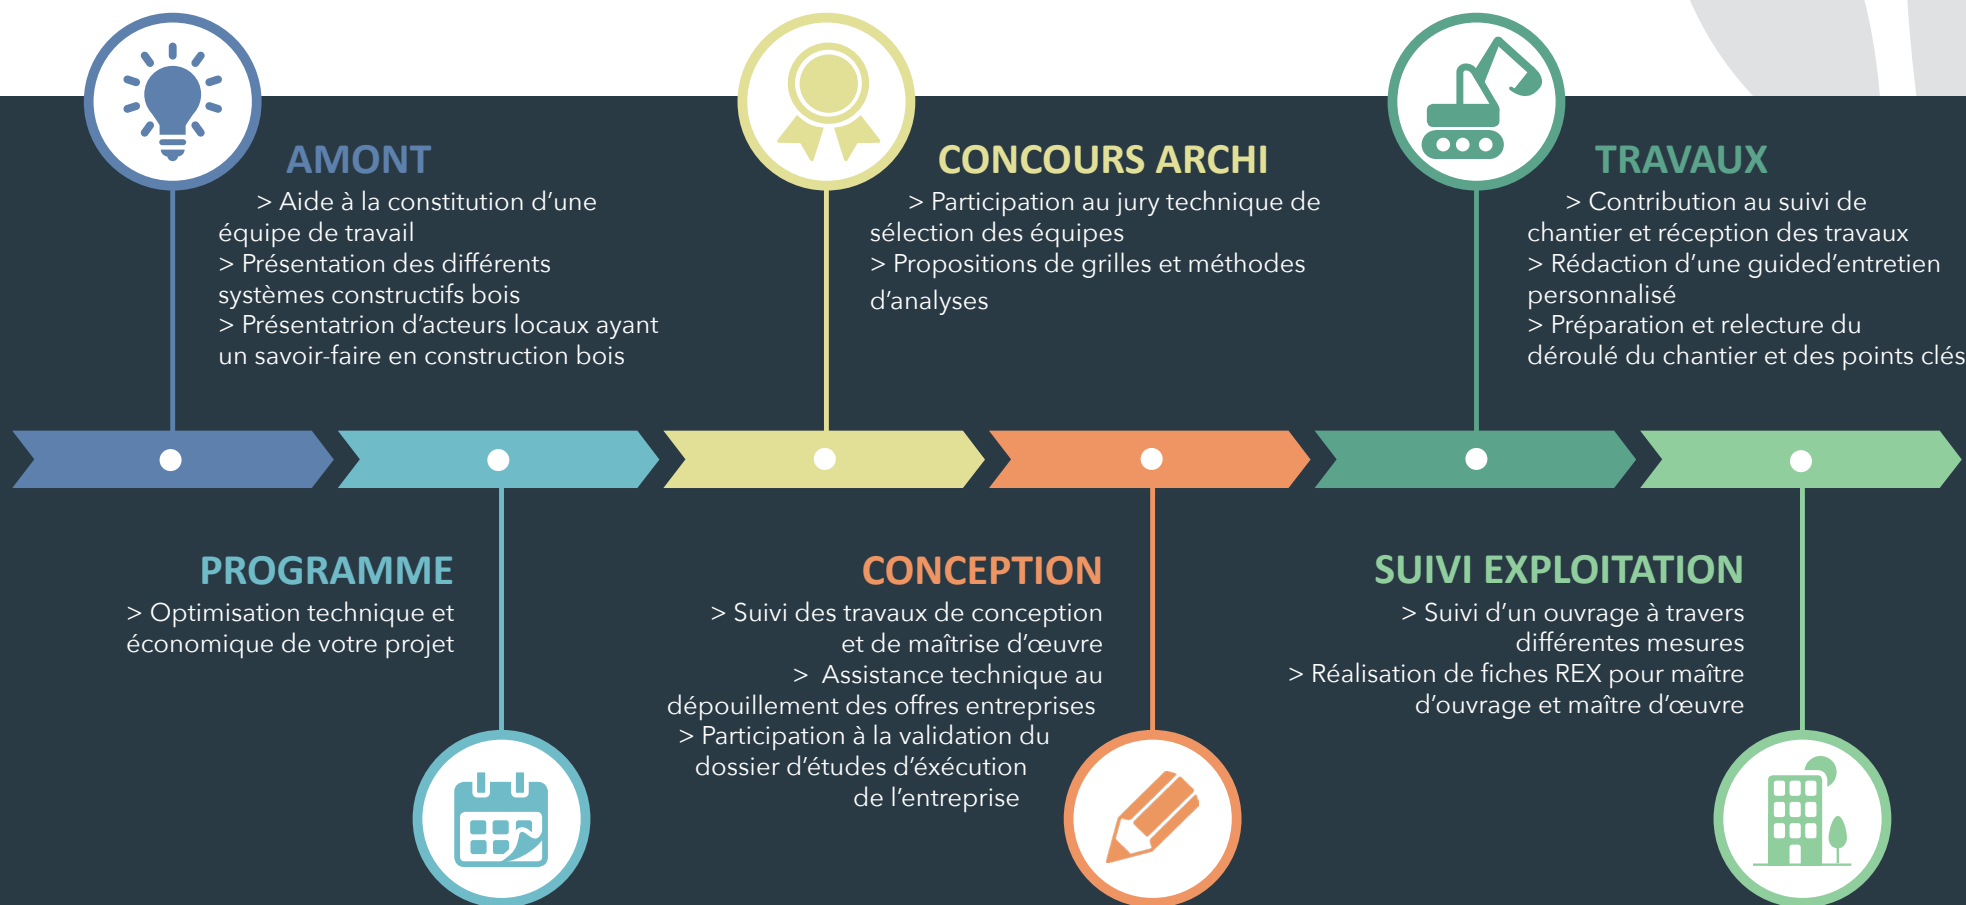 AMONT
> Aide à la constitution d’une
équipe de travail
> Présentation des différents
systèmes constructifs bois
> Présentatrion d’acteurs locaux ayant
un savoir-faire en construction bois
CONCOURS ARCHI
> Participation au jury technique de
sélection des équipes
> Propositions de grilles et méthodes
d’analyses
TRAVAUX
> Contribution au suivi de
chantier et réception des travaux
> Rédaction d’une guided’entretien
personnalisé
> Préparation et relecture du
déroulé du chantier et des points clés
PROGRAMME
> Optimisation technique et
économique de votre projet
CONCEPTION
> Suivi des travaux de conception
et de maîtrise d’œuvre
> Assistance technique au
dépouillement des offres entreprises
> Participation à la validation du
dossier d’études d’éxécution
de l’entreprise
SUIVI EXPLOITATION
> Suivi d’un ouvrage à travers
différentes mesures
> Réalisation de fiches REX pour maître
d’ouvrage et maître d’œuvre